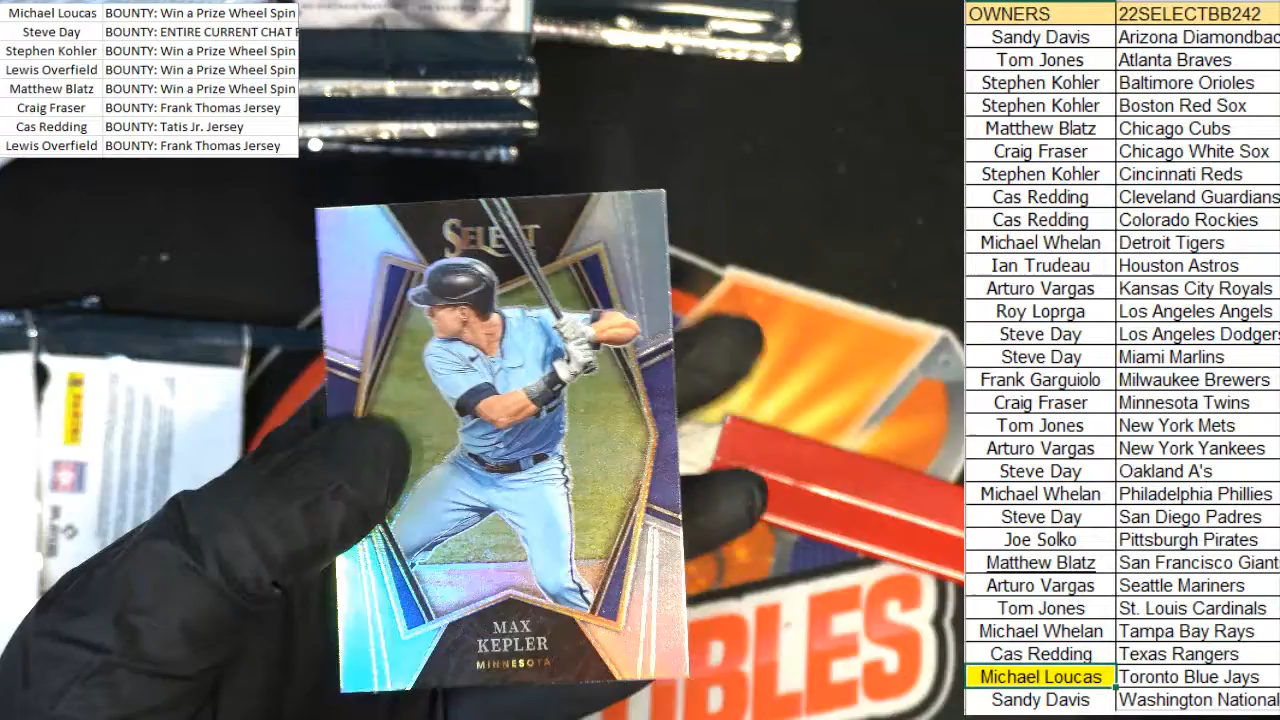 Michael Loucas BOUNTY: Win a Prize Wheel Spin
Steve Day BOUNTY: ENTIRE CURRENT CHAT
Stephen Kohler BOUNTY: Win a Prize Wheel Spin
Lewis Overfield BOUNTY: Win a Prize Wheel Spin
Matthew Blatz BOUNTY: Win a Prize Wheel Spin
Craig Fraser BOUNTY: Frank Thomas Jersey
Cas Redding BOUNTY: Tatis Jr. Jersey
Lewis Overfield BOUNTY: Frank Thomas Jersey
SELECT
MAX
KEPLER
MINNESOTA
PANINI
IBLES
OWNERS 22SELECTBB242
Sandy Davis Arizona Diamondbac
Tom Jones Atlanta Braves
Stephen Kohler Baltimore Orioles
Stephen Kohler Boston Red Sox
Matthew Blatz Chicago Cubs
Craig Fraser Chicago White Sox
Stephen Kohler Cincinnati Reds
Cas Redding Cleveland Guardians
Cas Redding Colorado Rockies
Michael Whelan Detroit Tigers
Ian Trudeau Houston Astros
Arturo Vargas Kansas City Royals
Roy Loprga Los Angeles Angels
Steve Day Los Angeles Dodgers
Steve Day Miami Marlins
Frank Garguiolo Milwaukee Brewers
Craig Fraser Minnesota Twins
Tom Jones New York Mets
Arturo Vargas New York Yankees
Steve Day Oakland A's
Michael Whelan Philadelphia Phillies
Steve Day San Diego Padres
Joe Solko Pittsburgh Pirates
Matthew Blatz San Francisco Giant
Arturo Vargas Seattle Mariners
Tom Jones St. Louis Cardinals
Michael Whelan Tampa Bay Rays
Cas Redding Texas Rangers
Michael Loucas Toronto Blue Jays
Sandy Davis Washington National